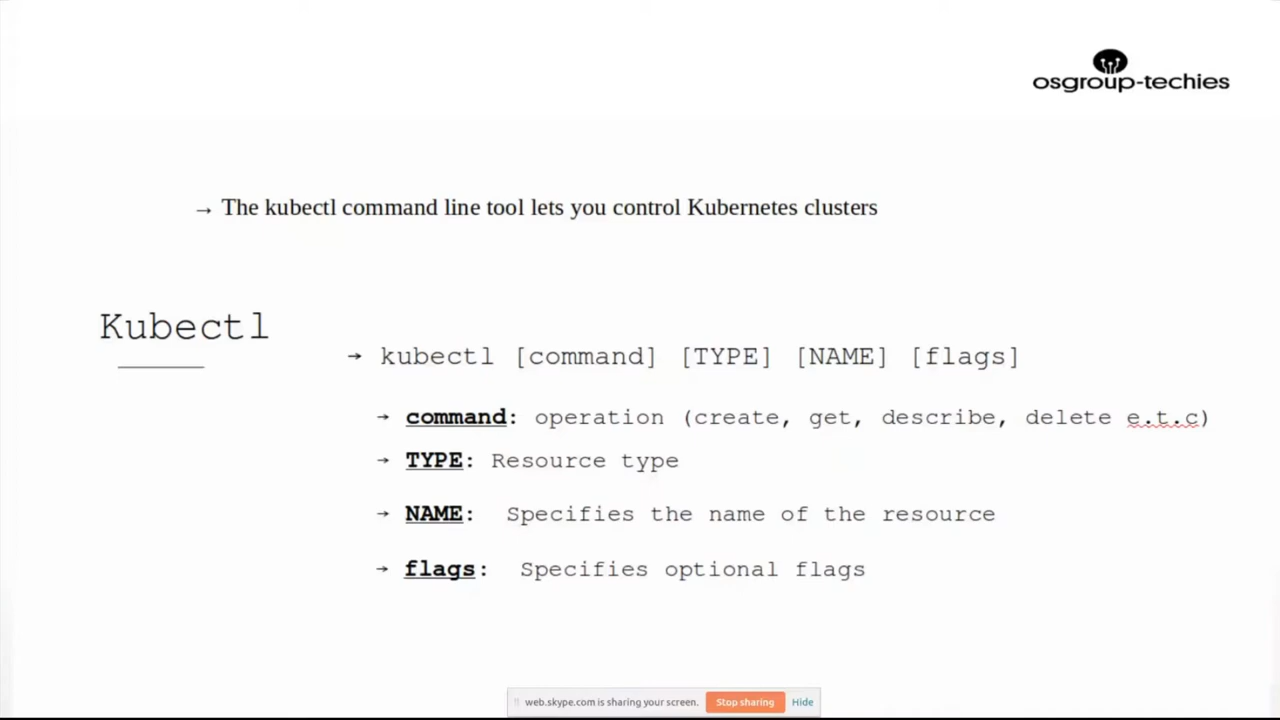 osgroup-techies
→ The kubectl command line tool lets you control Kubernetes clusters
Kubectl
→ kubectl [command] [TYPE] [NAME] [flags]
→ command: operation (create, get, describe, delete e.t.c)
→ TYPE: Resource type
→ NAME: Specifies the name of the resource
→ flags: Specifies optional flags
web.skype.com is sharing your screen. Stop sharing Hide